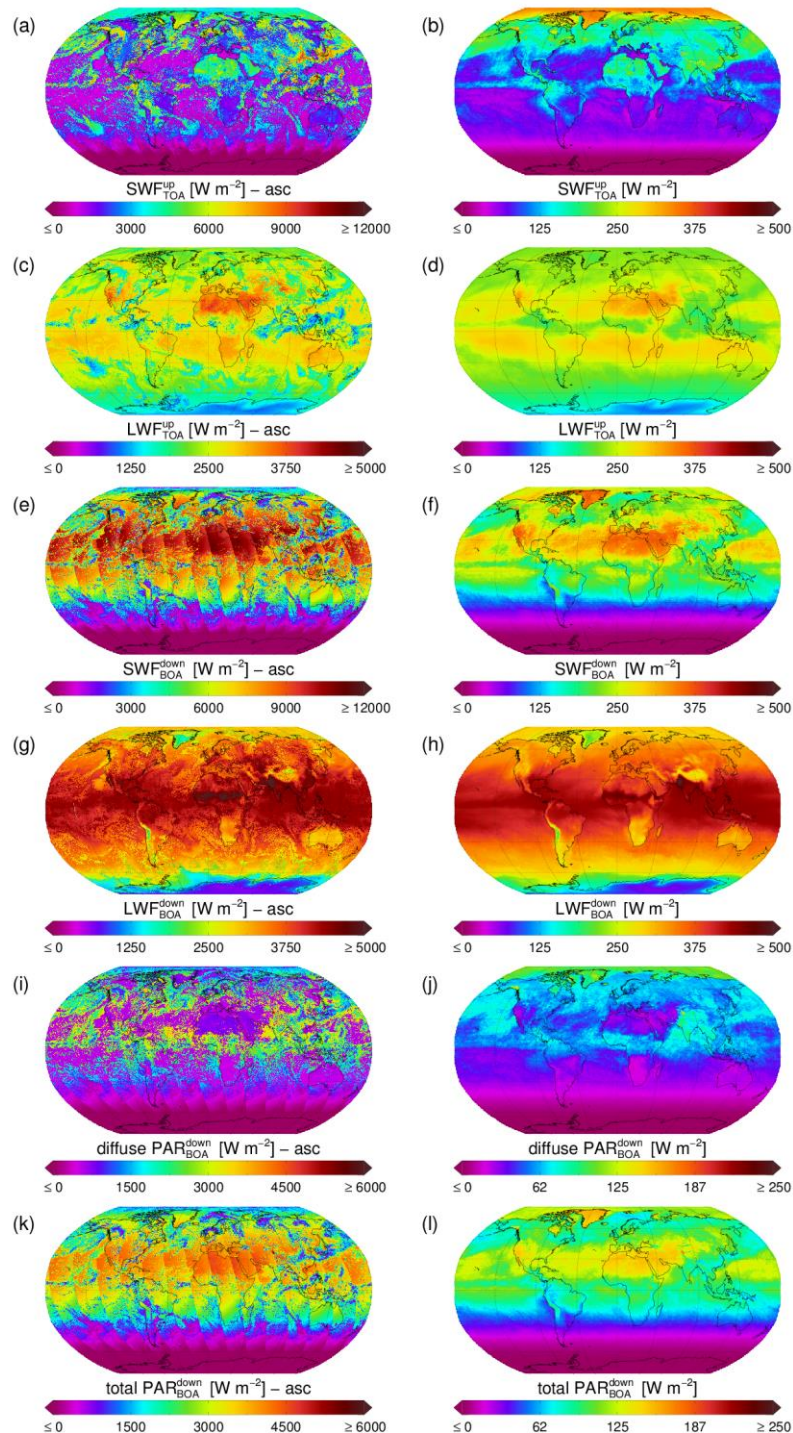 (a) (b)
SWF^up_TOA [W m⁻²] – asc SWF^up_TOA [W m⁻²]
≤ 0 3000 6000 9000 ≥ 12000 ≤ 0 125 250 375 ≥ 500
(c) (d)
LWF^up_TOA [W m⁻²] – asc LWF^up_TOA [W m⁻²]
≤ 0 1250 2500 3750 ≥ 5000 ≤ 0 125 250 375 ≥ 500
(e) (f)
SWF^down_BOA [W m⁻²] – asc SWF^down_BOA [W m⁻²]
≤ 0 3000 6000 9000 ≥ 12000 ≤ 0 125 250 375 ≥ 500
(g) (h)
LWF^down_BOA [W m⁻²] – asc LWF^down_BOA [W m⁻²]
≤ 0 1250 2500 3750 ≥ 5000 ≤ 0 125 250 375 ≥ 500
(i) (j)
diffuse PAR^down_BOA [W m⁻²] – asc diffuse PAR^down_BOA [W m⁻²]
≤ 0 1500 3000 4500 ≥ 6000 ≤ 0 62 125 187 ≥ 250
(k) (l)
total PAR^down_BOA [W m⁻²] – asc total PAR^down_BOA [W m⁻²]
≤ 0 1500 3000 4500 ≥ 6000 ≤ 0 62 125 187 ≥ 250